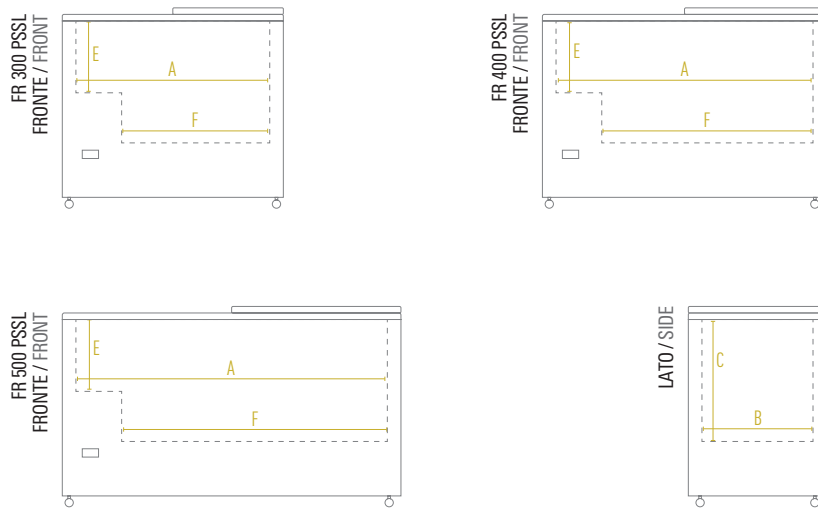 FR 300 PSSL
FRONTE / FRONT
E
A
F
FR 400 PSSL
FRONTE / FRONT
E
A
F
FR 500 PSSL
FRONTE / FRONT
E
A
F
LATO / SIDE
C
B